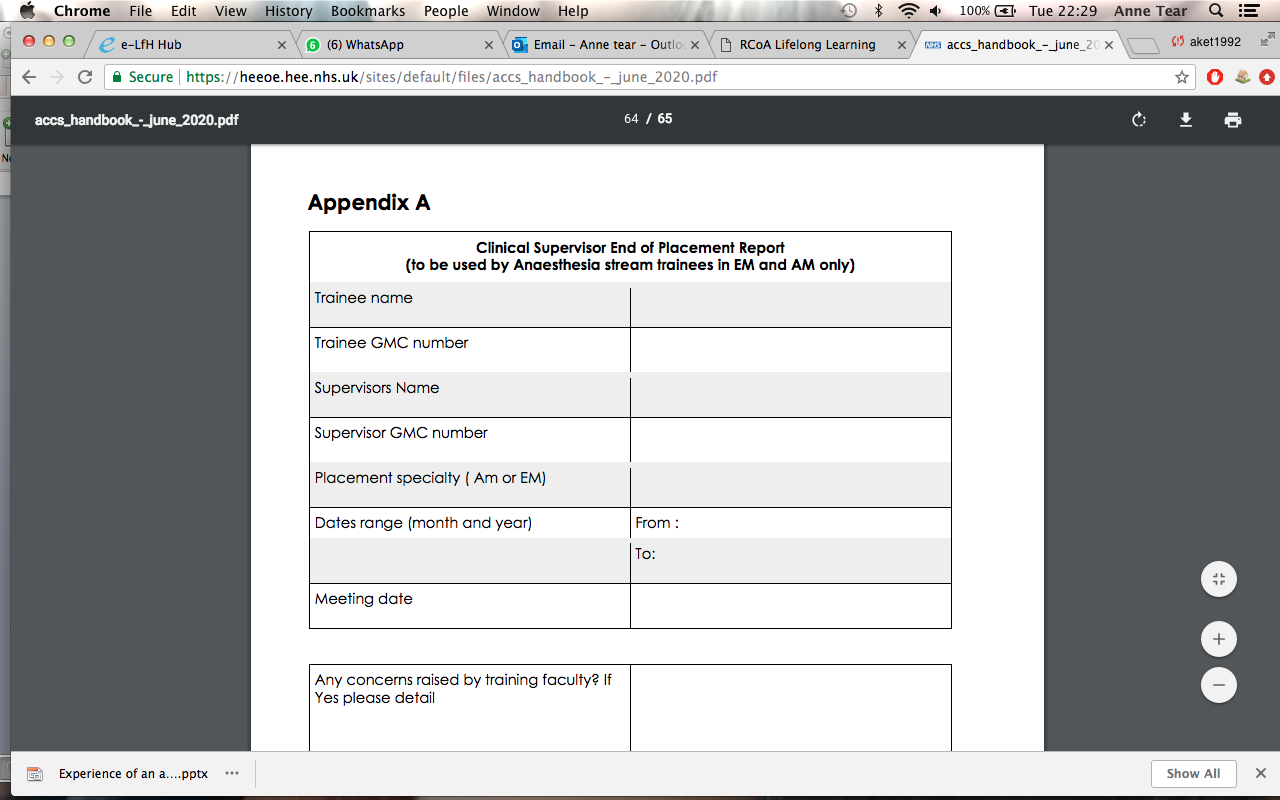 Chrome File Edit View History Bookmarks People Window Help 100% Tue 22:29 Anne Tear
e-LfH Hub (6) WhatsApp Email – Anne tear – Outlo RCoA Lifelong Learning accs_handbook_-_june_20 aket1992
Secure https://heeoe.hee.nhs.uk/sites/default/files/accs_handbook_-_june_2020.pdf
accs_handbook_-_june_2020.pdf 64 / 65
Appendix A
Clinical Supervisor End of Placement Report
(to be used by Anaesthesia stream trainees in EM and AM only)
Trainee name
Trainee GMC number
Supervisors Name
Supervisor GMC number
Placement specialty ( Am or EM)
Dates range (month and year) From :
To:
Meeting date
Any concerns raised by training faculty? If
Yes please detail
Experience of an a....pptx Show All